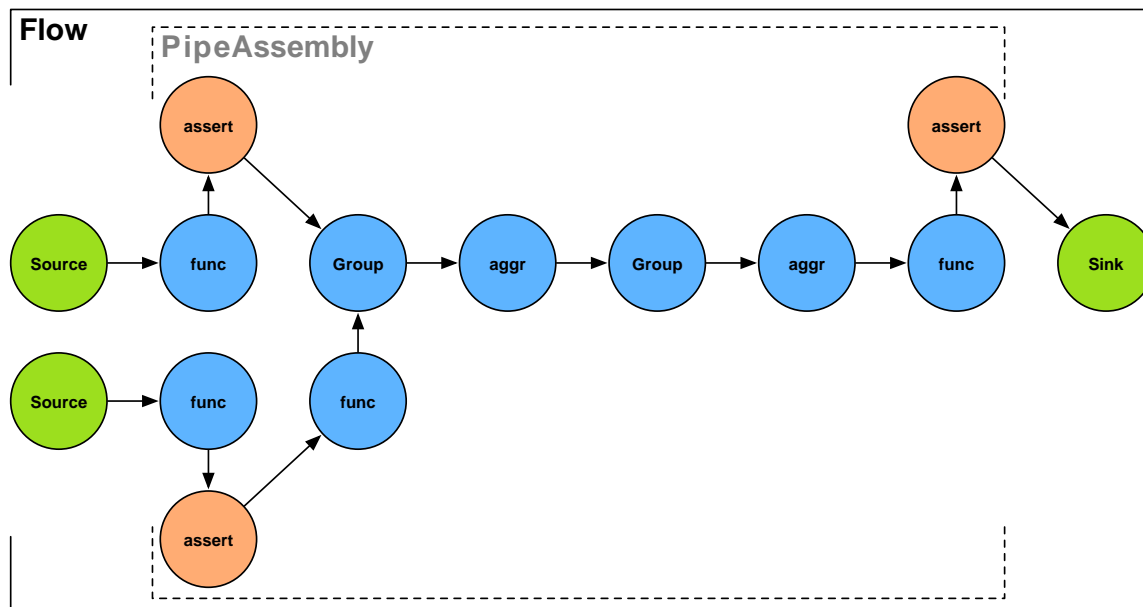 Flow
PipeAssembly
assert
assert
Source
func
Group
aggr
Group
aggr
func
Sink
Source
func
func
assert